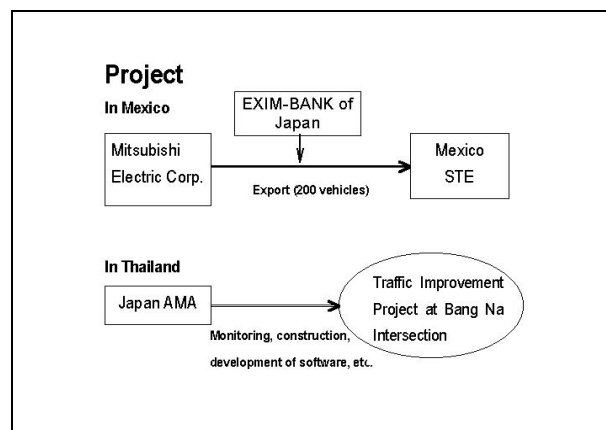 Project
In Mexico
EXIM-BANK of
Japan
Mitsubishi
Electric Corp.
Mexico
STE
Export (200 vehicles)
In Thailand
Japan AMA
Traffic Improvement
Project at Bang Na
Intersection
Monitoring, construction,
development of software, etc.